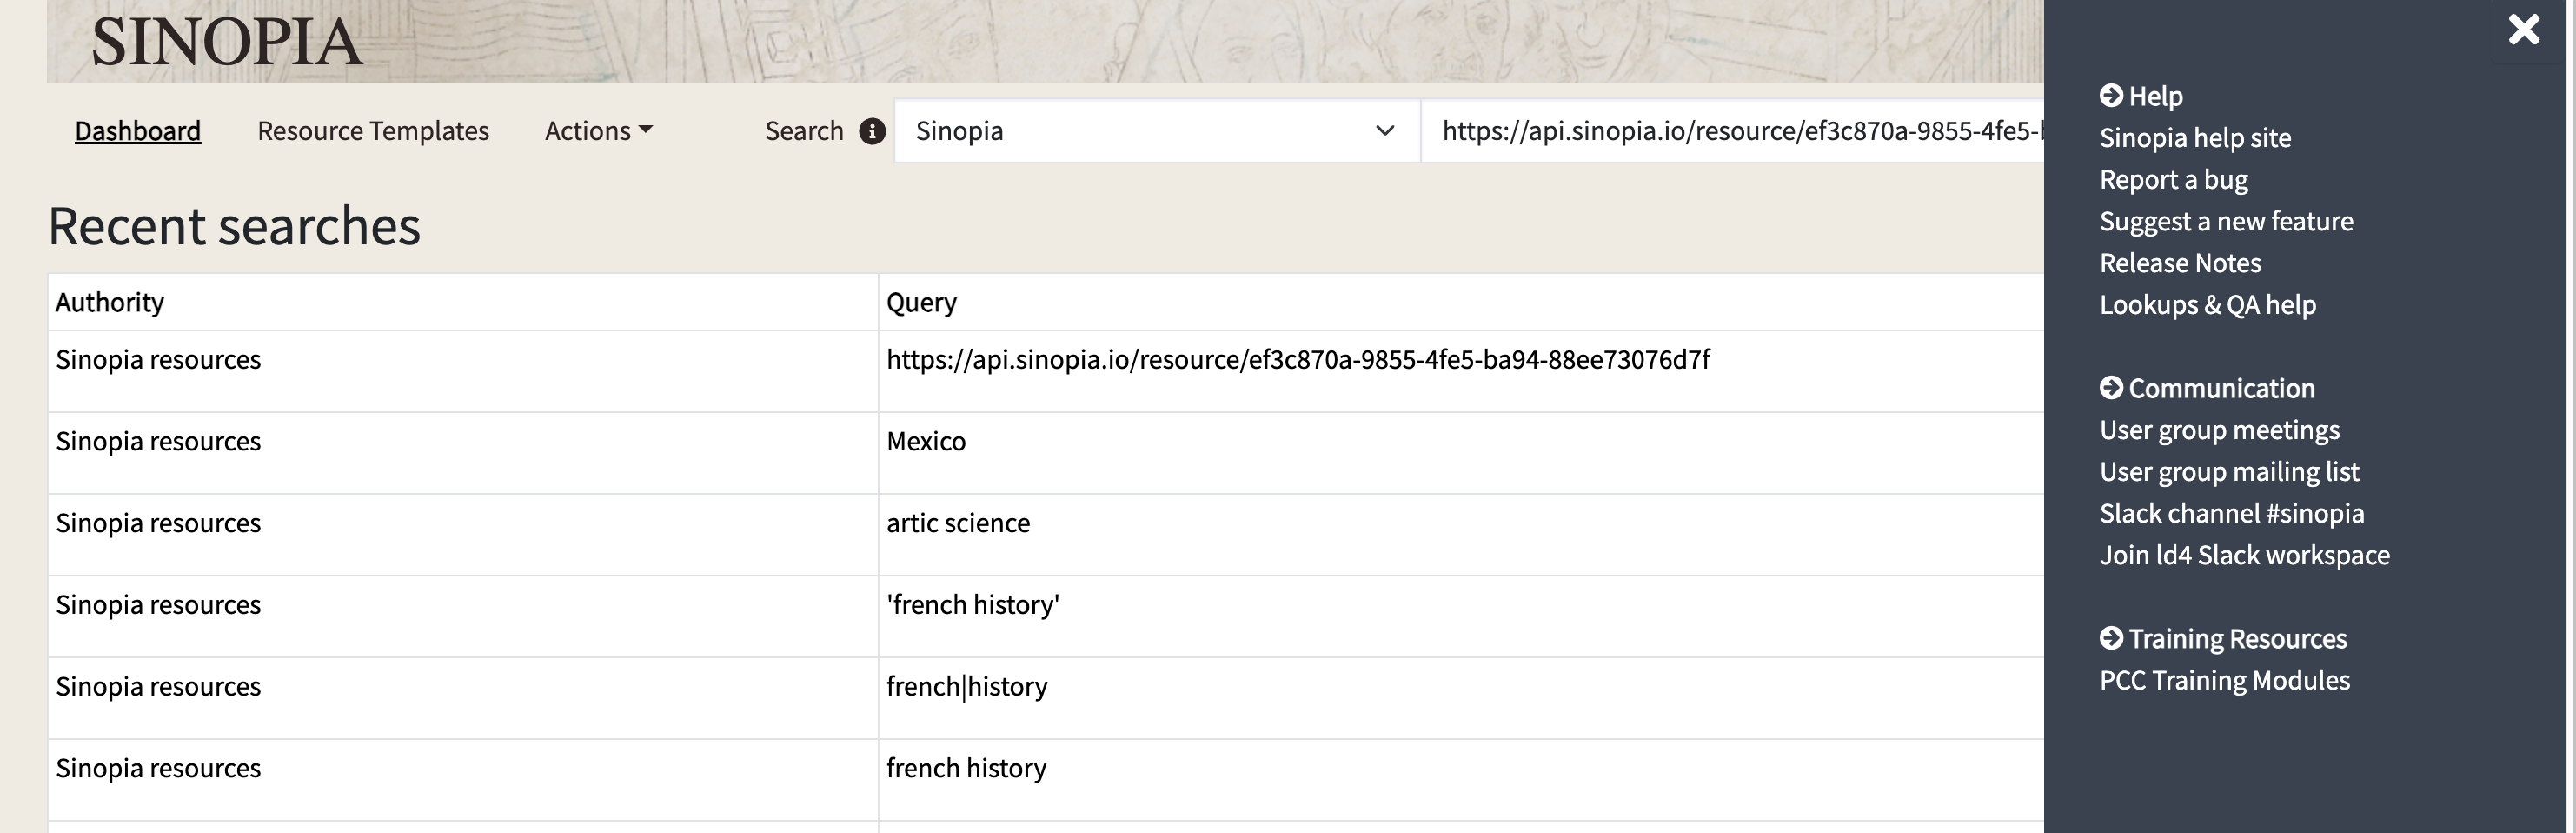 SINOPIA
Dashboard Resource Templates Actions Search Sinopia https://api.sinopia.io/resource/ef3c870a-9855-4fe5-
Recent searches
Authority Query
Sinopia resources https://api.sinopia.io/resource/ef3c870a-9855-4fe5-ba94-88ee73076d7f
Sinopia resources Mexico
Sinopia resources artic science
Sinopia resources 'french history'
Sinopia resources french|history
Sinopia resources french history
Help
Sinopia help site
Report a bug
Suggest a new feature
Release Notes
Lookups & QA help
Communication
User group meetings
User group mailing list
Slack channel #sinopia
Join ld4 Slack workspace
Training Resources
PCC Training Modules